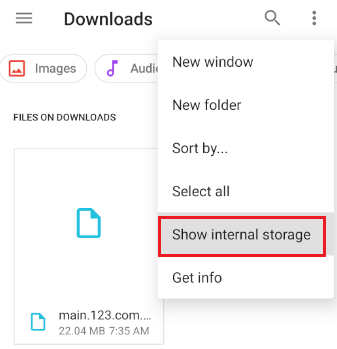 Downloads
Images
Audio
New window
New folder
Sort by...
Select all
Show internal storage
Get info
FILES ON DOWNLOADS
main.123.com....
22.04 MB 7:35 AM